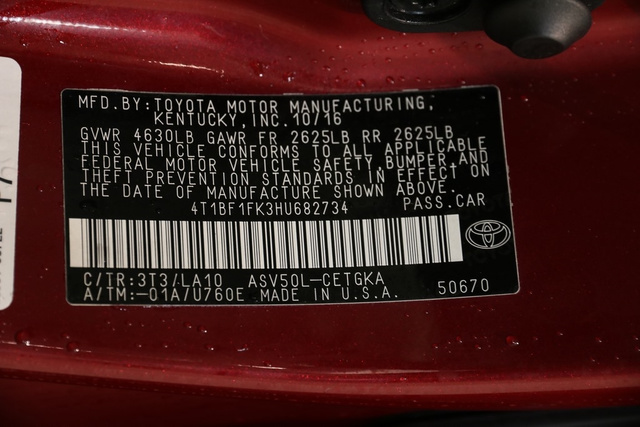 MFD. BY: TOYOTA MOTOR MANUFACTURING,
KENTUCKY, INC. 10/16
GVWR 4630LB GAWR FR 2625LB RR 2625LB
THIS VEHICLE CONFORMS TO ALL APPLICABLE
FEDERAL MOTOR VEHICLE SAFETY, BUMPER, AND
THEFT PREVENTION STANDARDS IN EFFECT ON
THE DATE OF MANUFACTURE SHOWN ABOVE.
4T1BF1FK3HU682734 PASS. CAR
C/TR: 3T3/LA10 ASV50L-CETGKA
A/TM: -01A/U760E MADE IN U.S.A. 50670